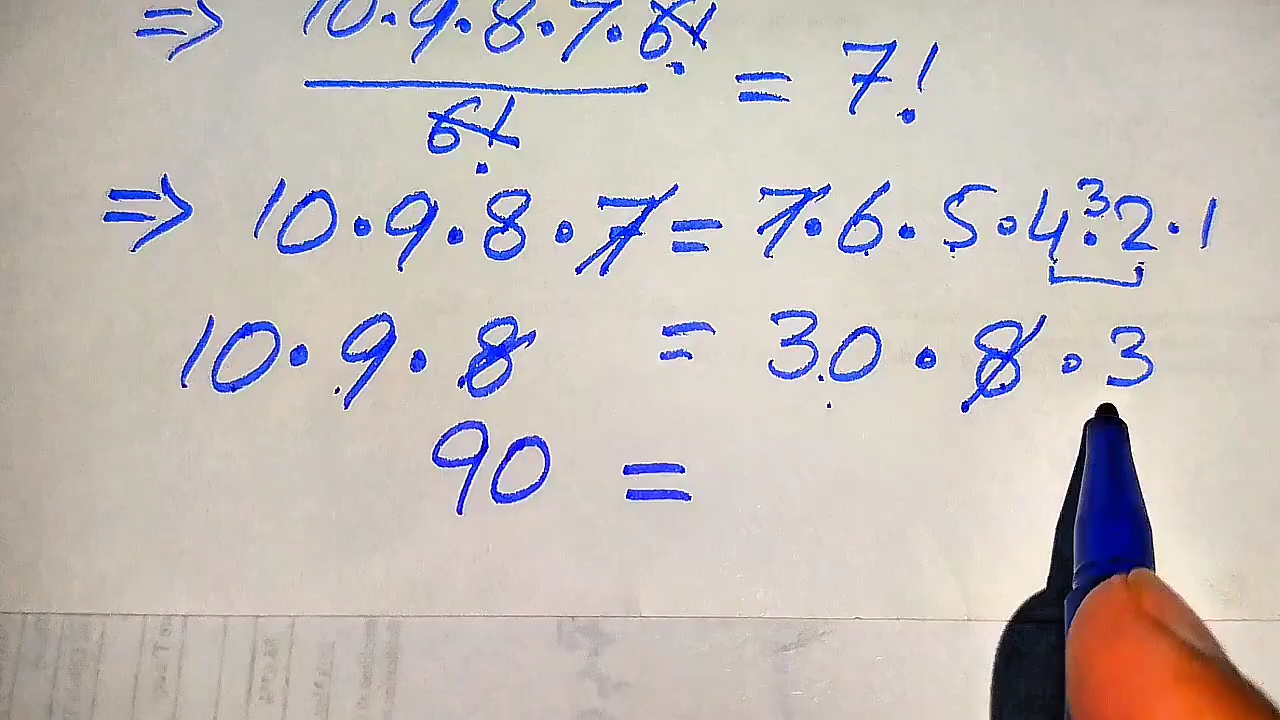 ⇒ 10·9·8·7·6! / 6! = 7!
⇒ 10·9·8·7 = 7·6·5·4·3·2·1
10·9·8 = 30·8·3
90 =